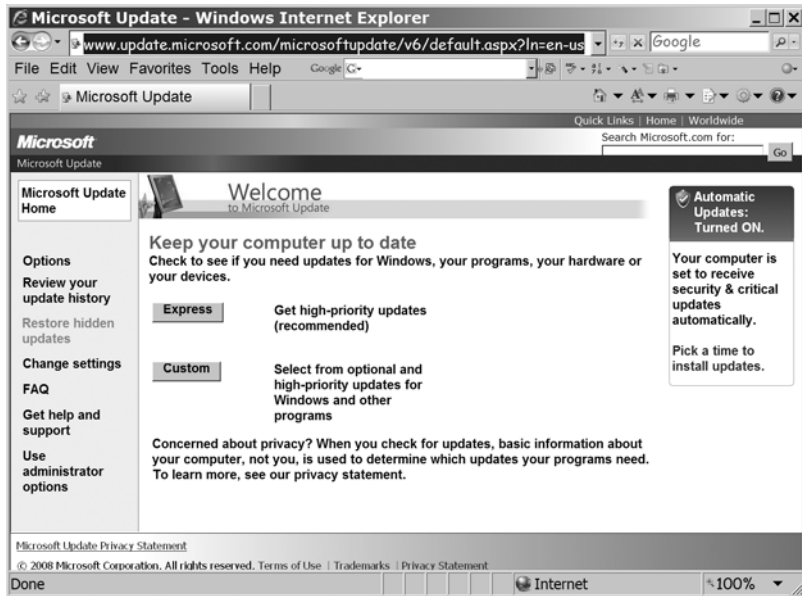 Microsoft Update - Windows Internet Explorer
www.update.microsoft.com/microsoftupdate/v6/default.aspx?ln=en-us
Google
File Edit View Favorites Tools Help
Google G
Microsoft Update
Quick Links | Home | Worldwide
Microsoft
Search Microsoft.com for:
Go
Microsoft Update
Microsoft Update
Home
Options
Review your
update history
Restore hidden
updates
Change settings
FAQ
Get help and
support
Use
administrator
options
Welcome
to Microsoft Update
Keep your computer up to date
Check to see if you need updates for Windows, your programs, your hardware or
your devices.
Express
Get high-priority updates
(recommended)
Custom
Select from optional and
high-priority updates for
Windows and other
programs
Concerned about privacy? When you check for updates, basic information about
your computer, not you, is used to determine which updates your programs need.
To learn more, see our privacy statement.
Automatic
Updates:
Turned ON.
Your computer is
set to receive
security & critical
updates
automatically.
Pick a time to
install updates.
Microsoft Update Privacy Statement
© 2008 Microsoft Corporation. All rights reserved. Terms of Use | Trademarks | Privacy Statement
Done
Internet
100%